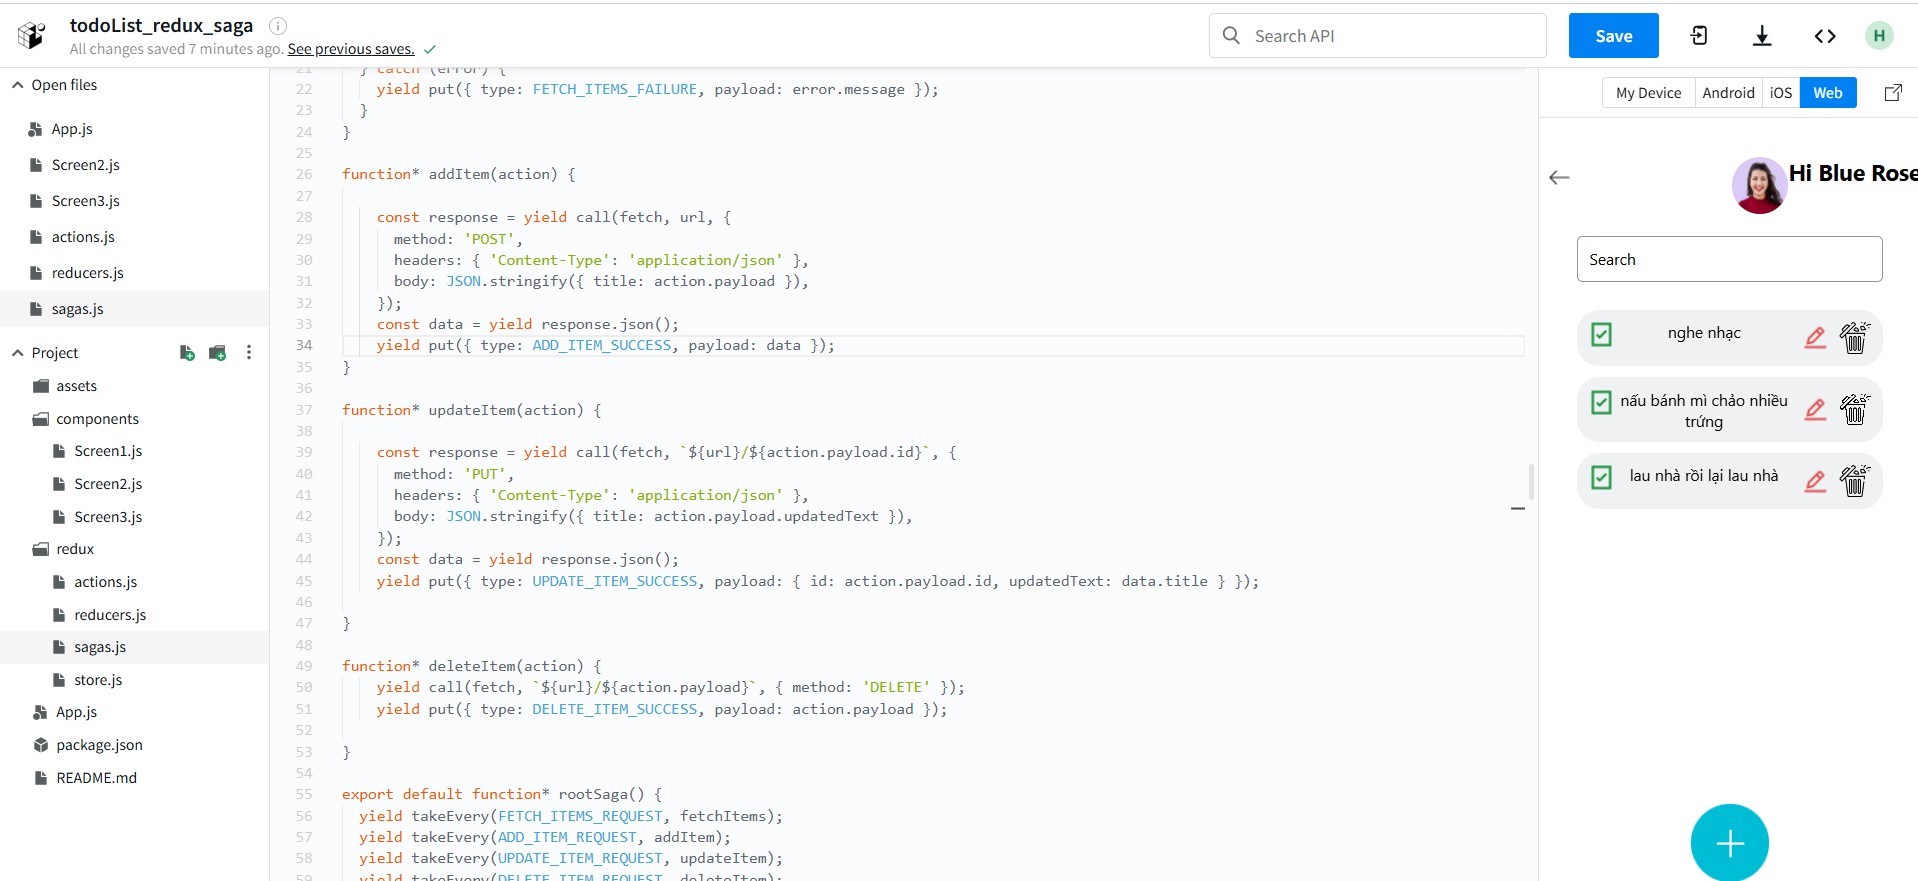 todoList_redux_saga
All changes saved 7 minutes ago. See previous saves.
Search API
Save
H
Open files
App.js
Screen2.js
Screen3.js
actions.js
reducers.js
sagas.js
Project
assets
components
Screen1.js
Screen2.js
Screen3.js
redux
actions.js
reducers.js
sagas.js
store.js
App.js
package.json
README.md
21 } catch (error) {
22 yield put({ type: FETCH_ITEMS_FAILURE, payload: error.message });
23 }
24 }
25
26 function* addItem(action) {
27
28 const response = yield call(fetch, url, {
29 method: 'POST',
30 headers: { 'Content-Type': 'application/json' },
31 body: JSON.stringify({ title: action.payload }),
32 });
33 const data = yield response.json();
34 yield put({ type: ADD_ITEM_SUCCESS, payload: data });
35 }
36
37 function* updateItem(action) {
38
39 const response = yield call(fetch, `${url}/${action.payload.id}`, {
40 method: 'PUT',
41 headers: { 'Content-Type': 'application/json' },
42 body: JSON.stringify({ title: action.payload.updatedText }),
43 });
44 const data = yield response.json();
45 yield put({ type: UPDATE_ITEM_SUCCESS, payload: { id: action.payload.id, updatedText: data.title } });
46
47 }
48
49 function* deleteItem(action) {
50 yield call(fetch, `${url}/${action.payload}`, { method: 'DELETE' });
51 yield put({ type: DELETE_ITEM_SUCCESS, payload: action.payload });
52
53 }
54
55 export default function* rootSaga() {
56 yield takeEvery(FETCH_ITEMS_REQUEST, fetchItems);
57 yield takeEvery(ADD_ITEM_REQUEST, addItem);
58 yield takeEvery(UPDATE_ITEM_REQUEST, updateItem);
59 yield takeEvery(DELETE_ITEM_REQUEST, deleteItem);
My Device Android iOS Web
Hi Blue Rose
Search
nghe nhạc
nấu bánh mì chảo nhiều
trứng
lau nhà rồi lại lau nhà